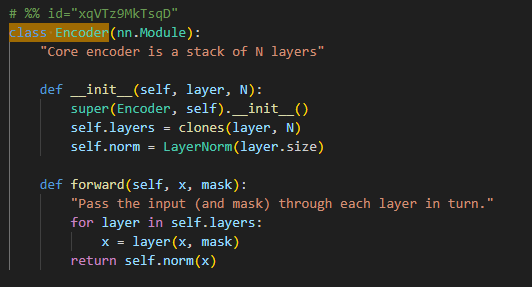 # %% id="xqVTz9MkTsqD"
class Encoder(nn.Module):
    "Core encoder is a stack of N layers"

    def __init__(self, layer, N):
        super(Encoder, self).__init__()
        self.layers = clones(layer, N)
        self.norm = LayerNorm(layer.size)

    def forward(self, x, mask):
        "Pass the input (and mask) through each layer in turn."
        for layer in self.layers:
            x = layer(x, mask)
        return self.norm(x)